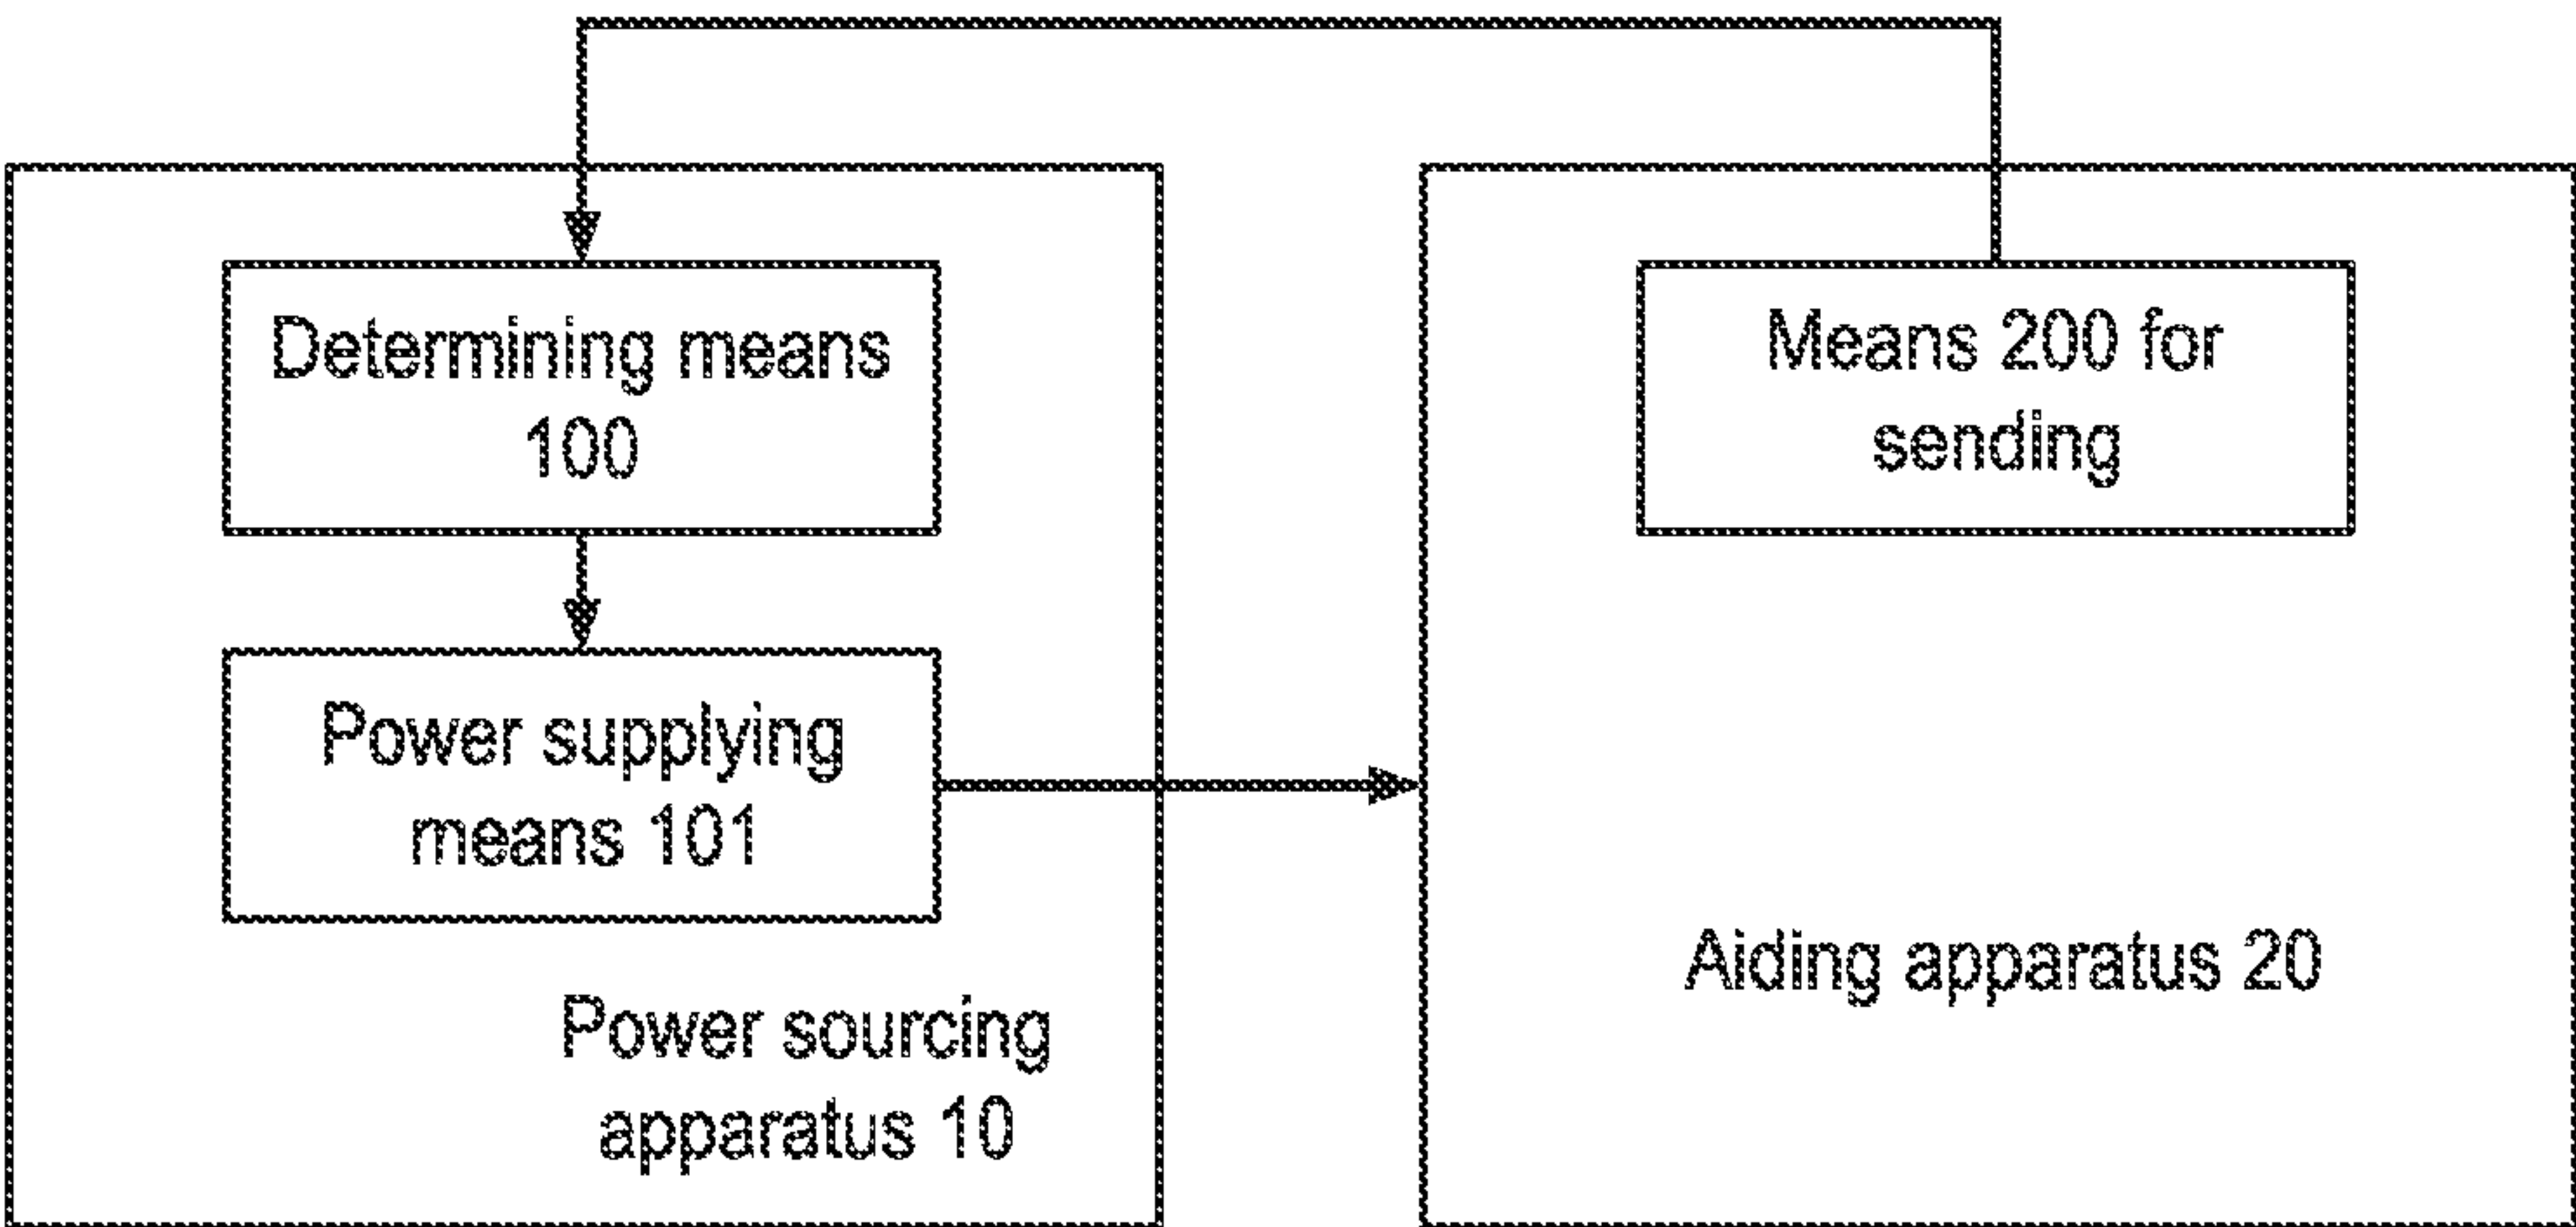 Determining means
100
Power supplying
means 101
Power sourcing
apparatus 10
Means 200 for
sending
Aiding apparatus 20